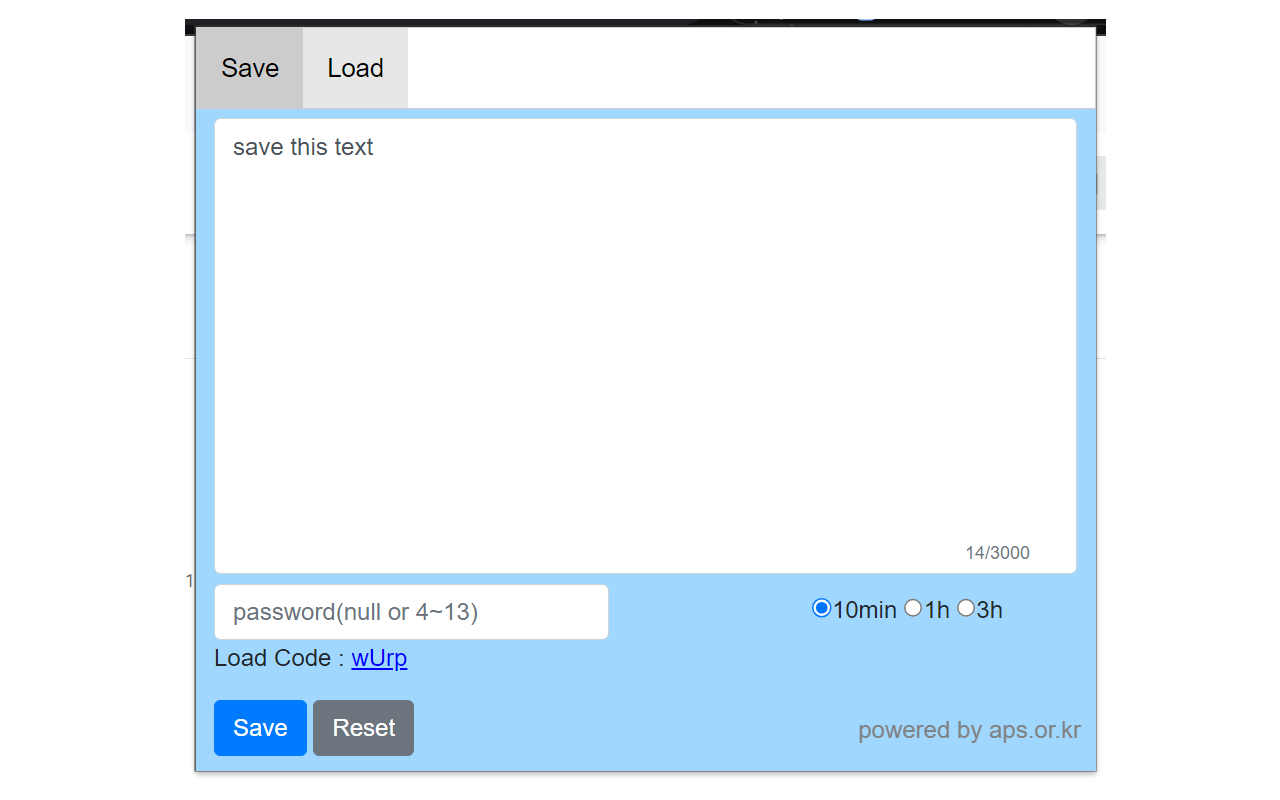 Save Load
save this text
14/3000
password(null or 4~13)
10min 1h 3h
Load Code : wUrp
Save Reset
powered by aps.or.kr
1